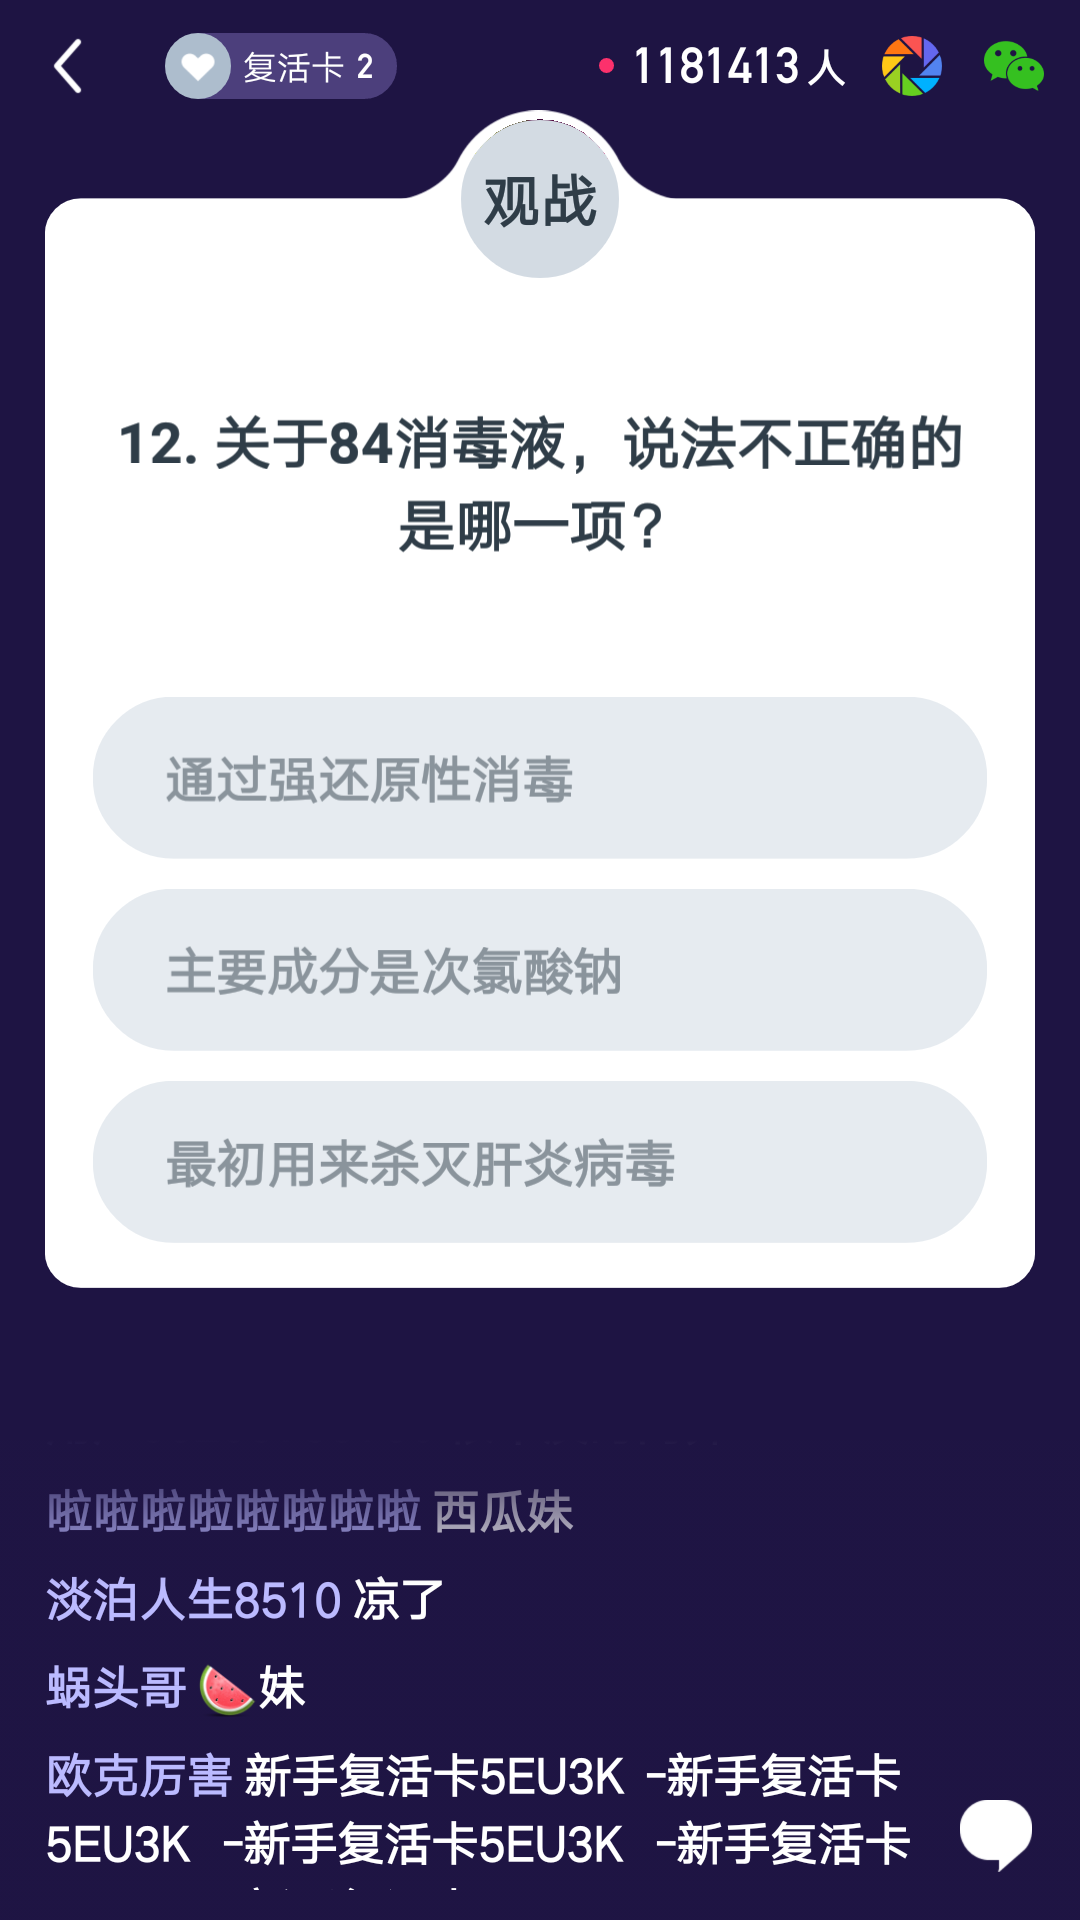 复活卡 2
1181413人
观战
12. 关于84消毒液，说法不正确的
是哪一项？
通过强还原性消毒
主要成分是次氯酸钠
最初用来杀灭肝炎病毒
啦啦啦啦啦啦啦啦 西瓜妹
淡泊人生8510 凉了
蜗头哥 🍉妹
欧克厉害 新手复活卡5EU3K -新手复活卡
5EU3K -新手复活卡5EU3K -新手复活卡